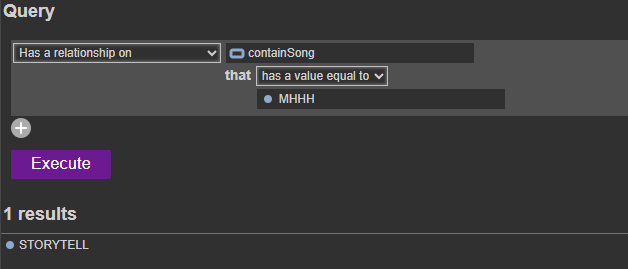 Query
Has a relationship on containSong
that has a value equal to
MHHH
Execute
1 results
STORYTELL